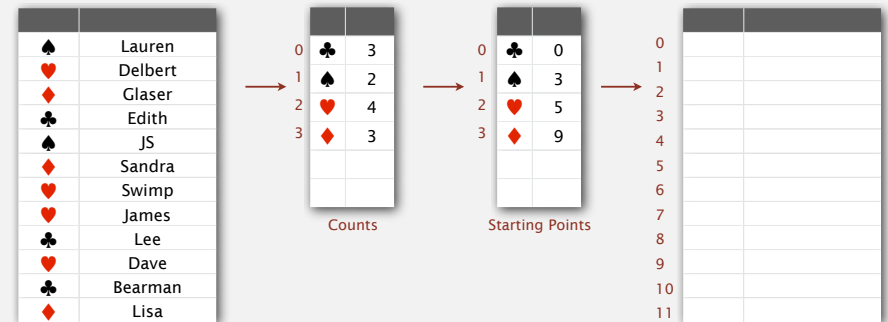 ♠ Lauren
♥ Delbert
♦ Glaser
♣ Edith
♠ JS
♦ Sandra
♥ Swimp
♥ James
♣ Lee
♥ Dave
♣ Bearman
♦ Lisa
0 ♣ 3
1 ♠ 2
2 ♥ 4
3 ♦ 3
Counts
0 ♣ 0
1 ♠ 3
2 ♥ 5
3 ♦ 9
Starting Points
0
1
2
3
4
5
6
7
8
9
10
11